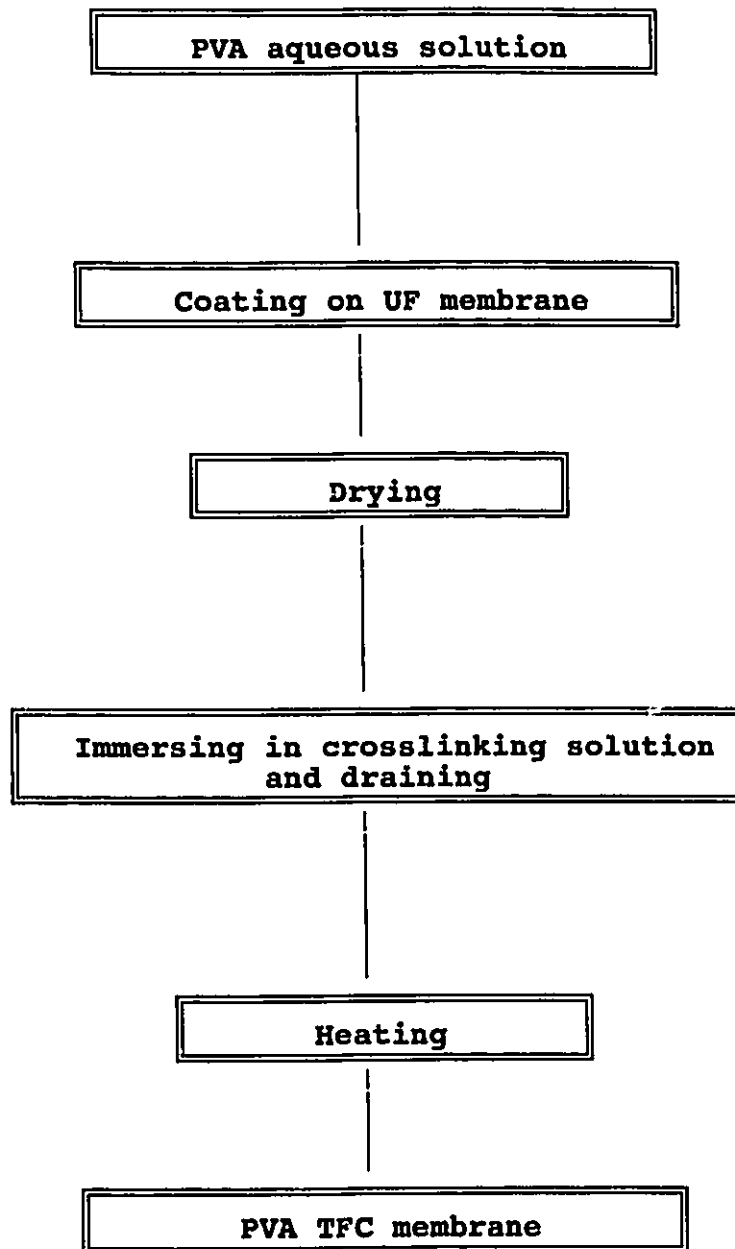 PVA aqueous solution
Coating on UF membrane
Drying
Immersing in crosslinking solution
and draining
Heating
PVA TFC membrane